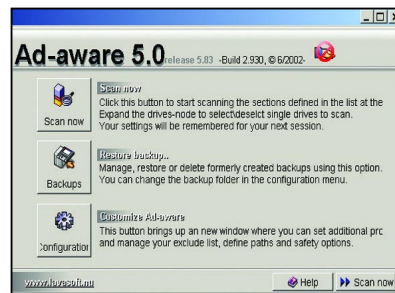 Ad-aware 5.0 release 5.83 -Build 2.930, © 6/2002-
Scan now
Scan now
Click this button to start scanning the sections defined in the list at the
Expand the drives-node to select\deselct single drives to scan.
Your settings will be remembered for your next session.
Backups
Restore backup..
Manage, restore or delete formerly created backups using this option.
You can change the backup folder in the configuration menu.
Configuration
Customize Ad-aware
This button brings up an new window where you can set additional prc
and manage your exclude list, define paths and safety options.
www.lavasoft.nu
Help
Scan now